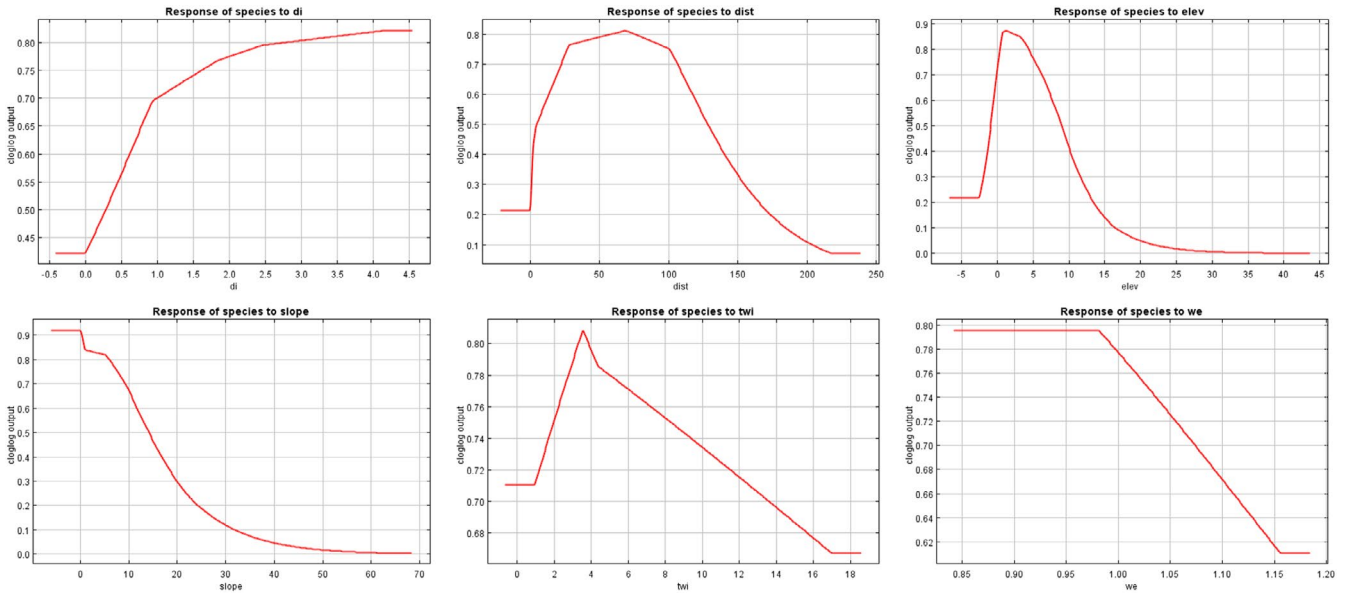 Response of species to di
cloglog output
0.80
0.75
0.70
0.65
0.60
0.55
0.50
0.45
-0.5 0.0 0.5 1.0 1.5 2.0 2.5 3.0 3.5 4.0 4.5
di
Response of species to dist
cloglog output
0.8
0.7
0.6
0.5
0.4
0.3
0.2
0.1
0 50 100 150 200 250
dist
Response of species to elev
cloglog output
0.9
0.8
0.7
0.6
0.5
0.4
0.3
0.2
0.1
0.0
-5 0 5 10 15 20 25 30 35 40 45
elev
Response of species to slope
cloglog output
0.9
0.8
0.7
0.6
0.5
0.4
0.3
0.2
0.1
0.0
0 10 20 30 40 50 60 70
slope
Response of species to twi
cloglog output
0.80
0.78
0.76
0.74
0.72
0.70
0.68
0 2 4 6 8 10 12 14 16 18
twi
Response of species to we
cloglog output
0.80
0.78
0.76
0.74
0.72
0.70
0.68
0.66
0.64
0.62
0.85 0.90 0.95 1.00 1.05 1.10 1.15 1.20
we